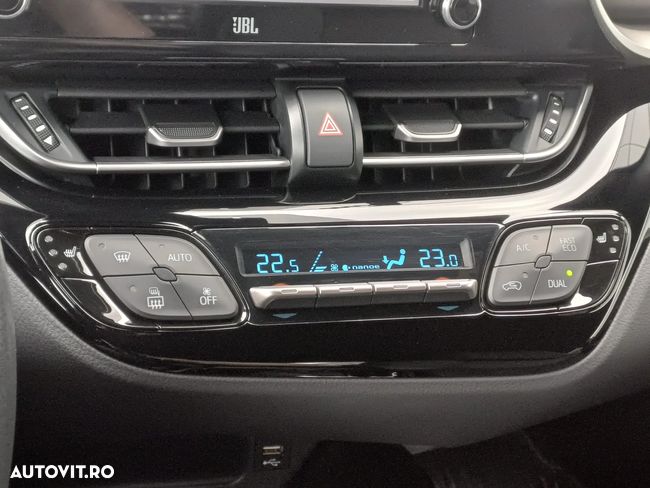 JBL
AUTO
OFF
22.5
nanoe
23.0
A/C
FAST
ECO
DUAL
AUTOVIT.RO